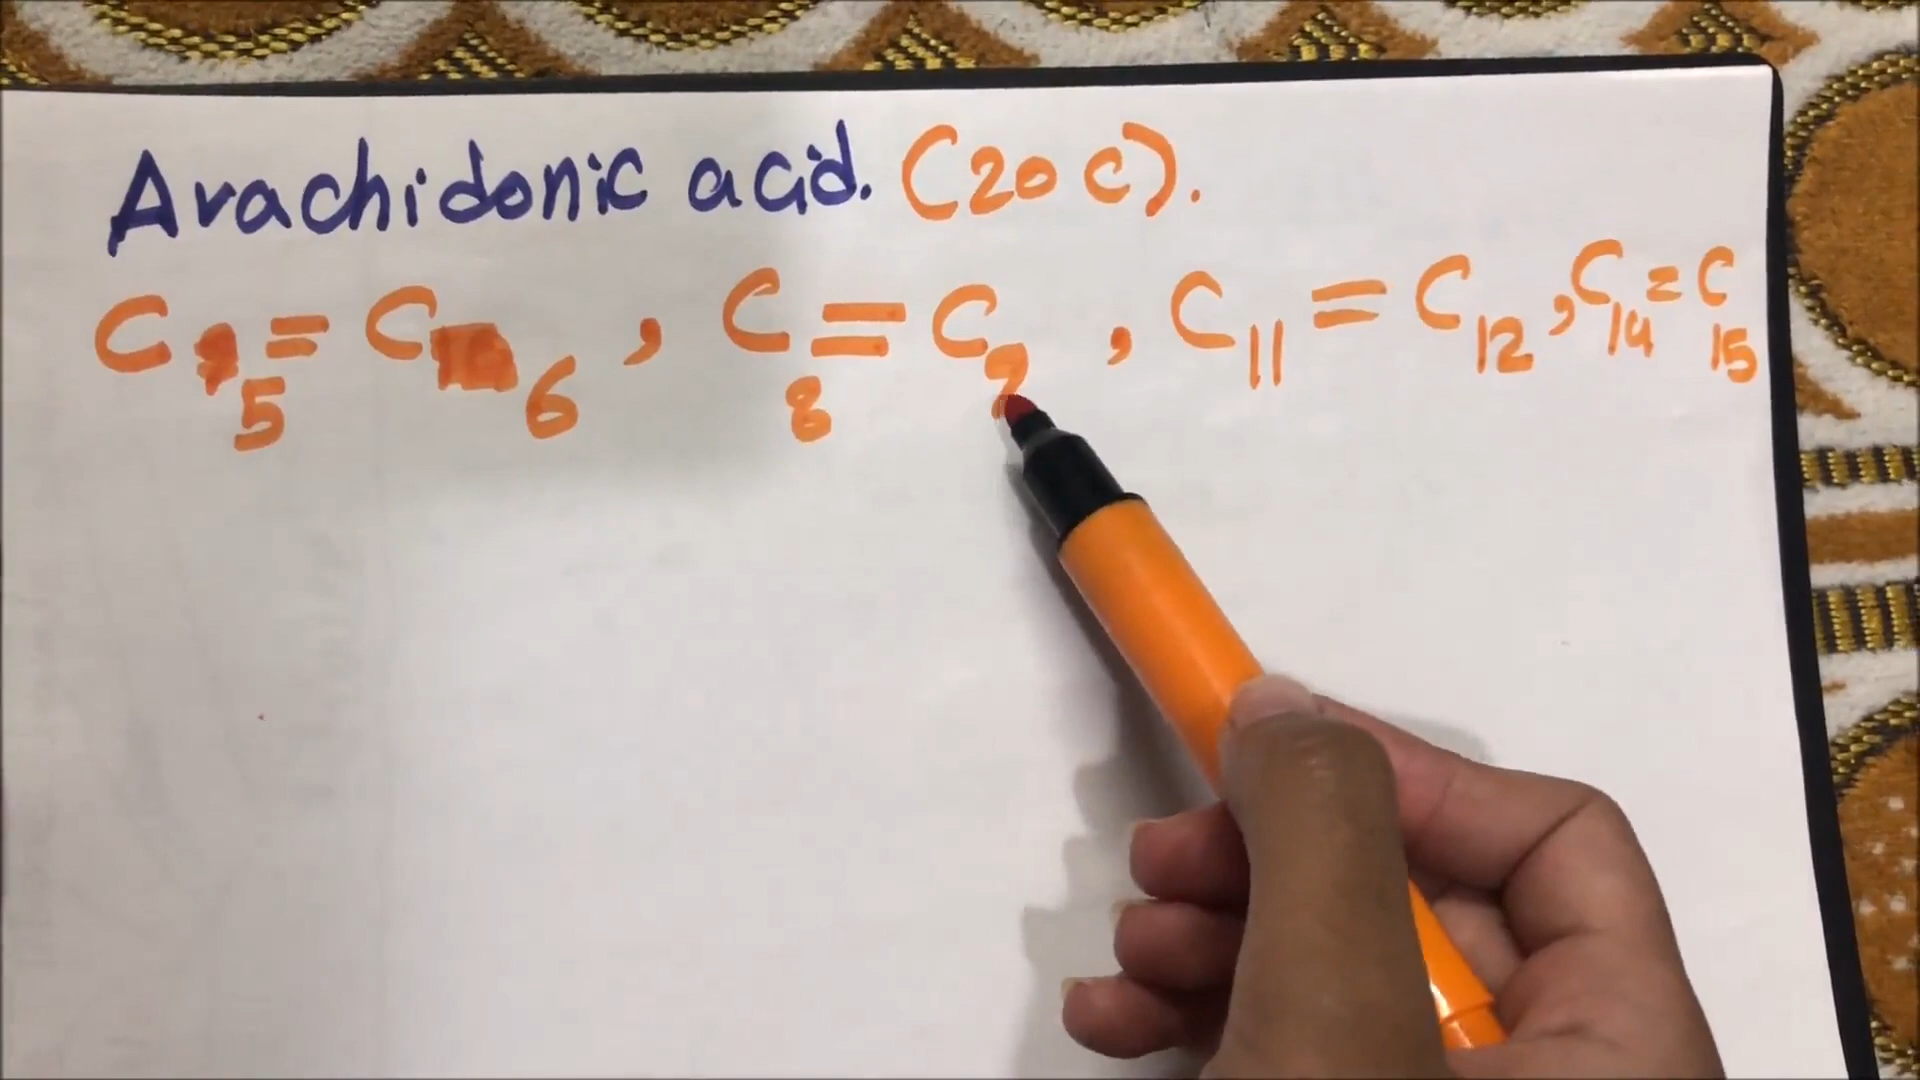 Arachidonic acid. (20 C).
C5 = C6 , C8 = C9 , C11 = C12 , C14 = C15